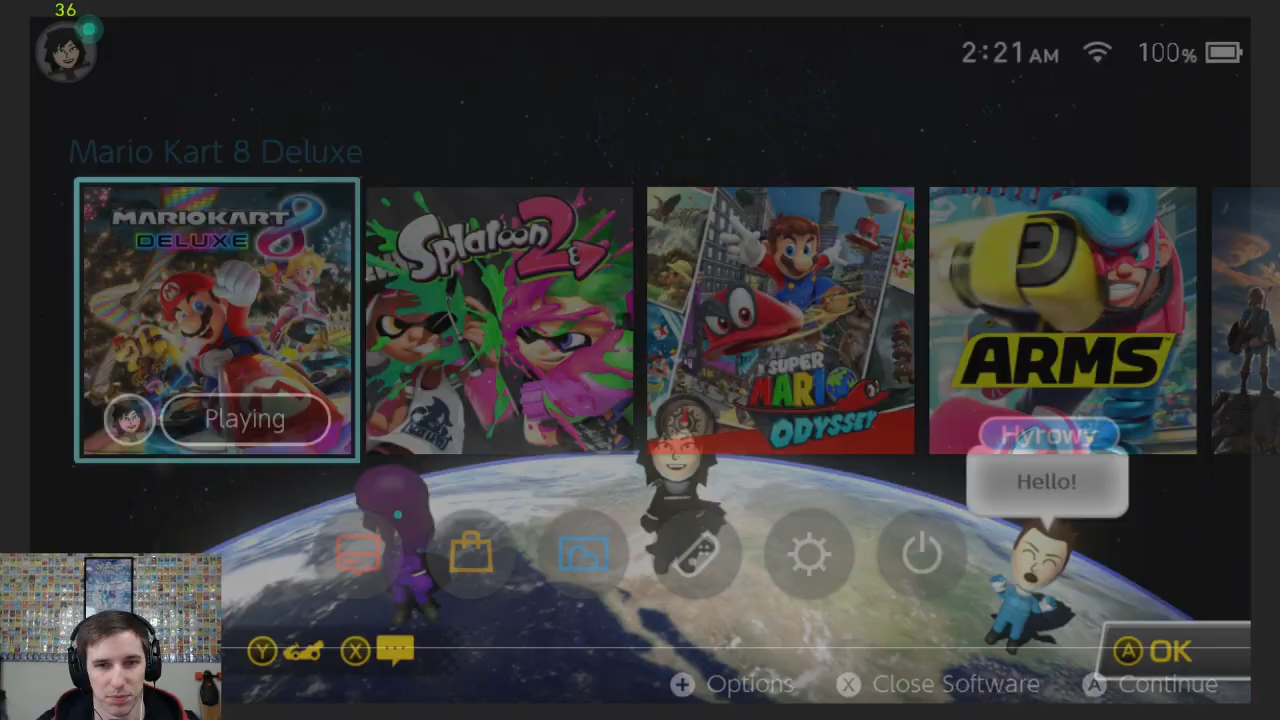 36
2:21 AM 100%
Mario Kart 8 Deluxe
MARIOKART 8
DELUXE
Playing
Splatoon 2
SUPER
MARIO
ODYSSEY
ARMS
Hyrowy
Hello!
Y X
A OK
+ Options X Close Software A Continue